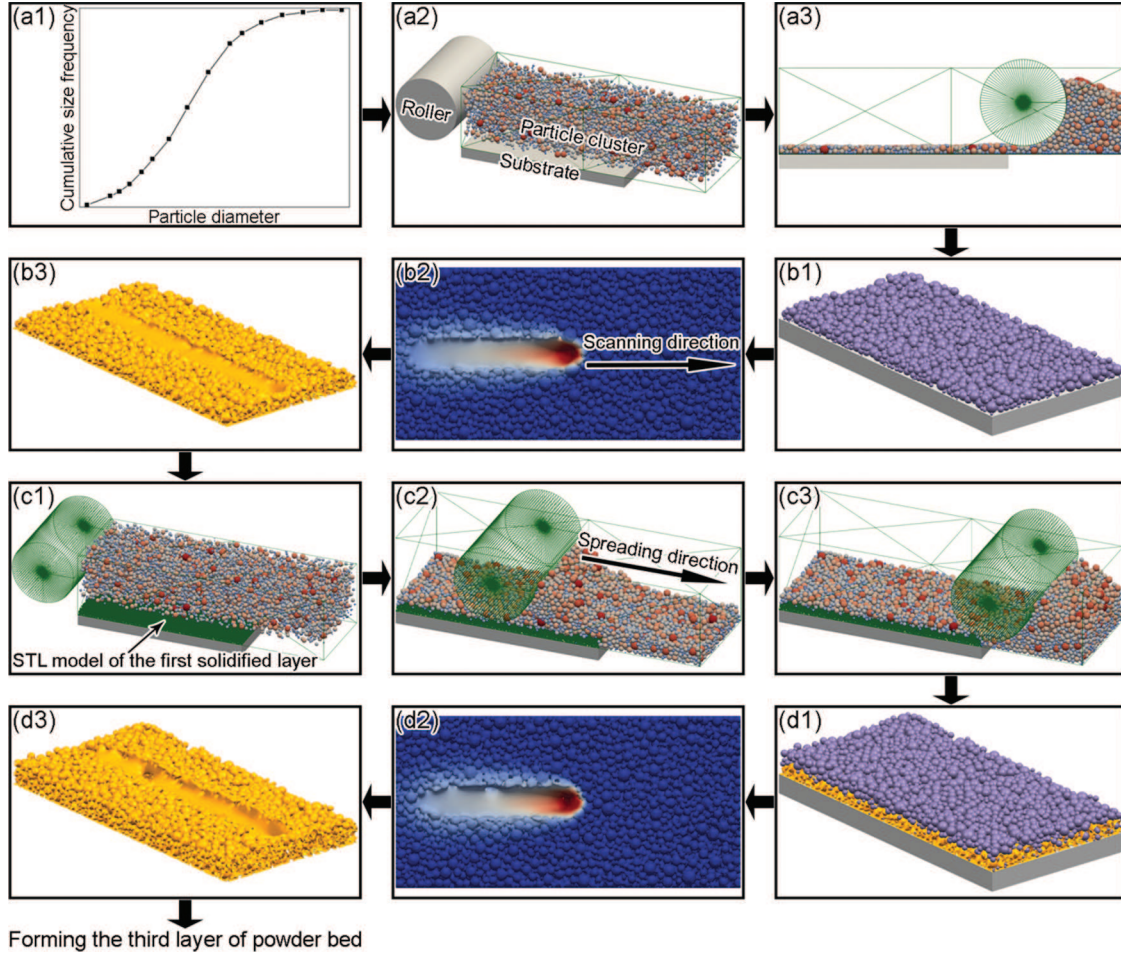 (a1)
Cumulative size frequency
Particle diameter
(a2)
Roller
Particle cluster
Substrate
(a3)
(b3)
(b2)
Scanning direction
(b1)
(c1)
STL model of the first solidified layer
(c2)
Spreading direction
(c3)
(d3)
(d2)
(d1)
Forming the third layer of powder bed